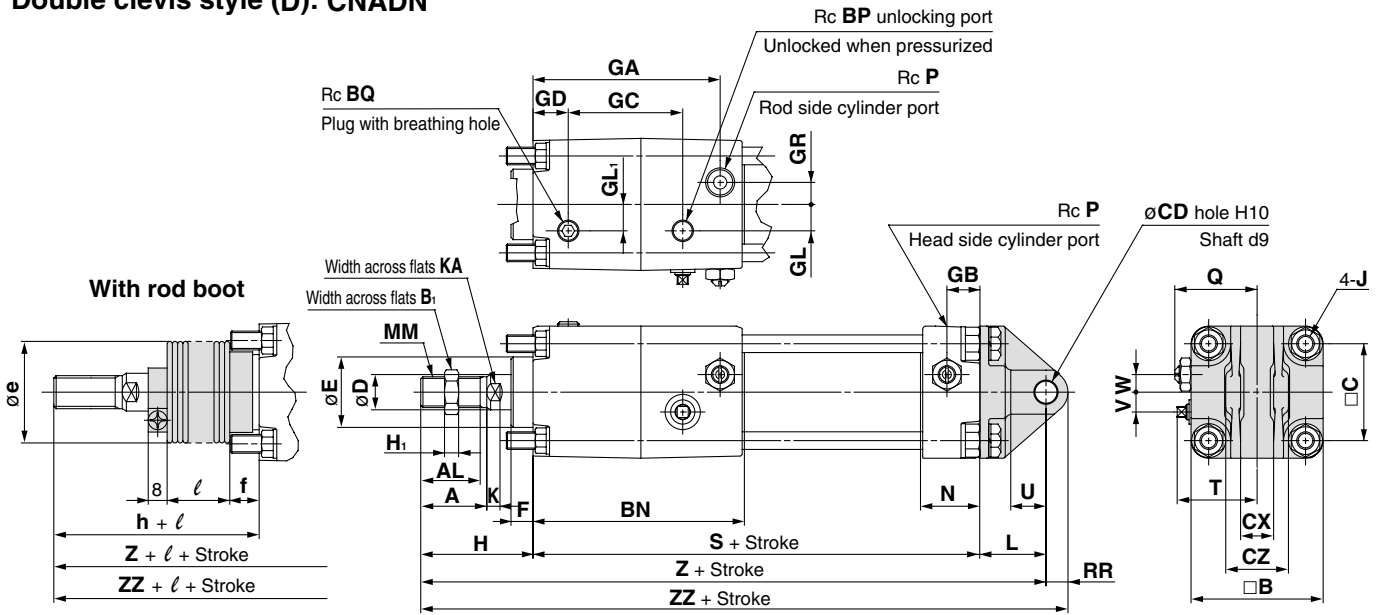 Double clevis style (D): CNADN
Rc BP unlocking port
Unlocked when pressurized
GA
Rc P
Rod side cylinder port
Rc BQ
Plug with breathing hole
GD
GC
GR
GL₁
GL
Rc P
Head side cylinder port
øCD hole H10
Shaft d9
GB
Q
4-J
With rod boot
Width across flats KA
Width across flats B₁
MM
øe
øE
øD
V W
□C
H₁
AL
A
K
F
BN
N
U
T
CX
CZ
□B
8
ℓ
f
h + ℓ
H
S + Stroke
L
Z + ℓ + Stroke
Z + Stroke
RR
ZZ + ℓ + Stroke
ZZ + Stroke